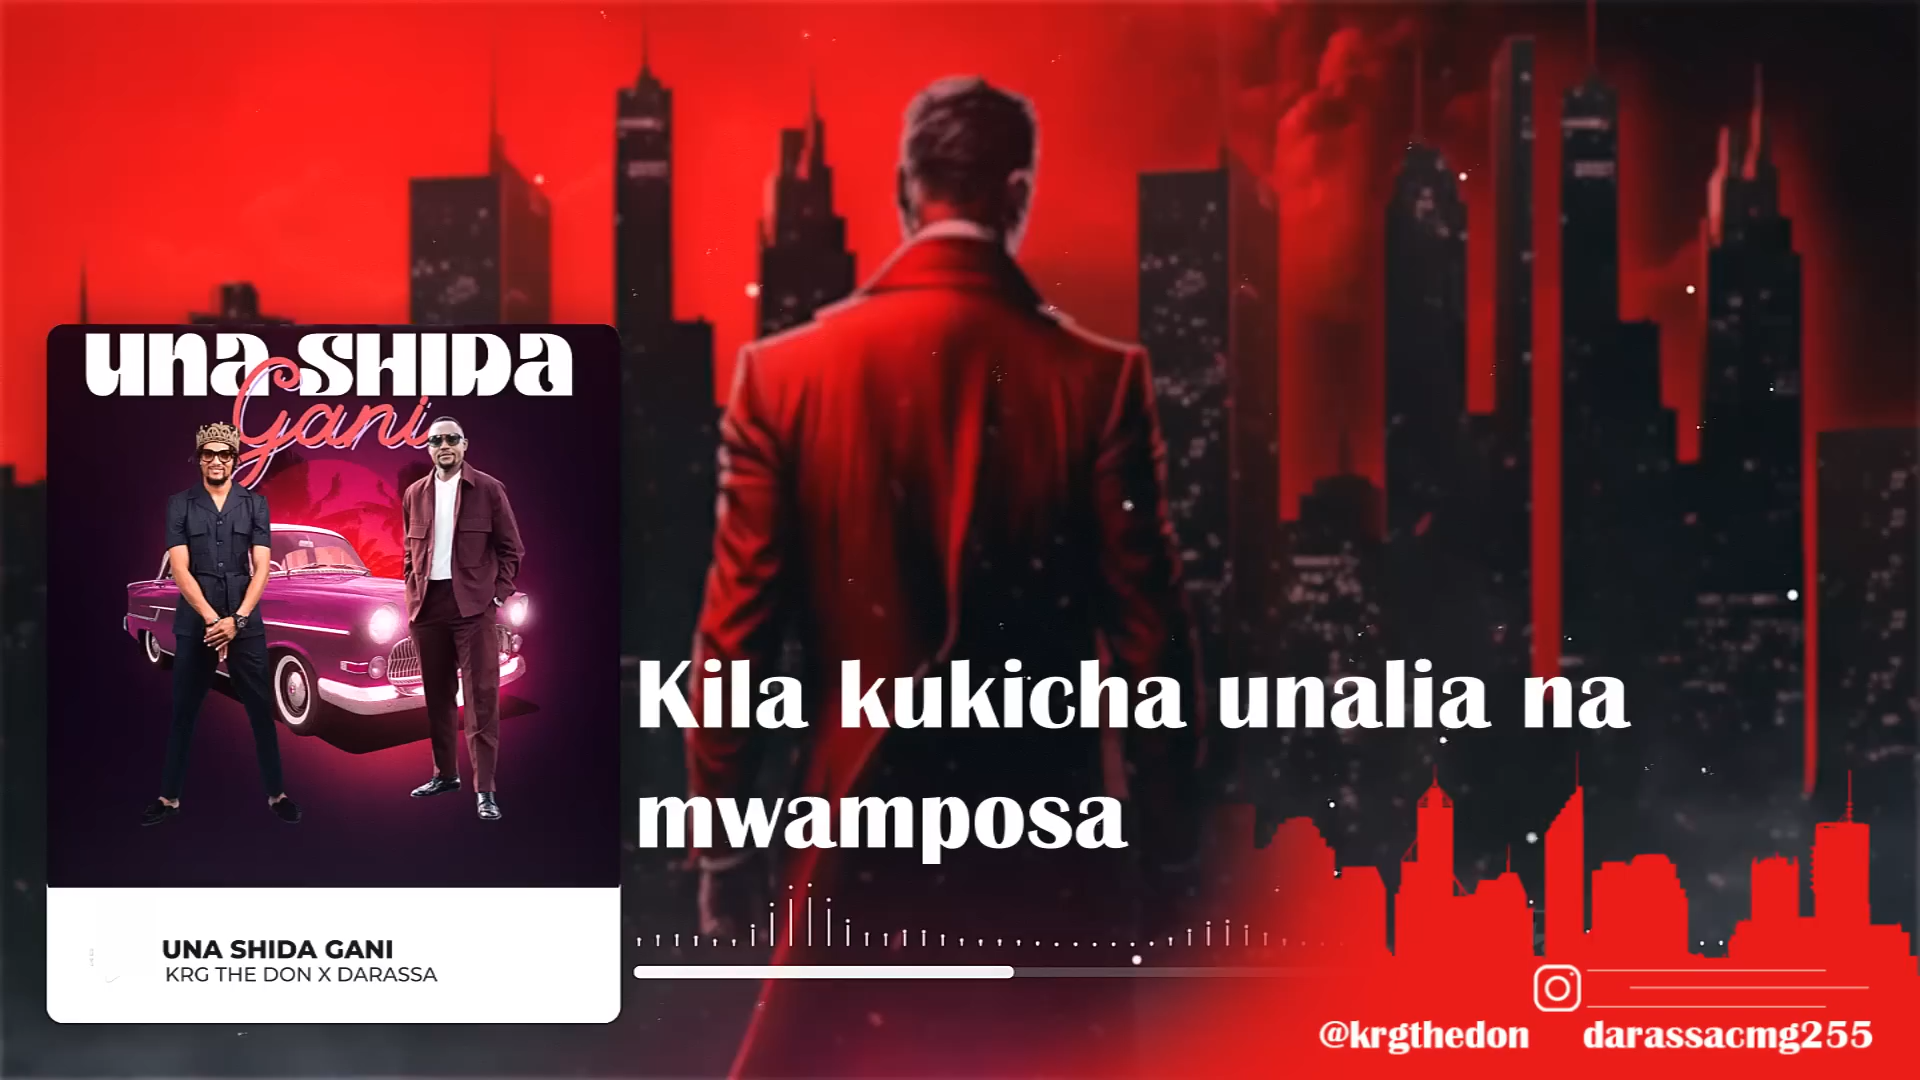 una SHIDa
Gani
Kila kukicha unalia na
mwamposa
UNA SHIDA GANI
KRG THE DON X DARASSA
@krgthedon darassacmg255